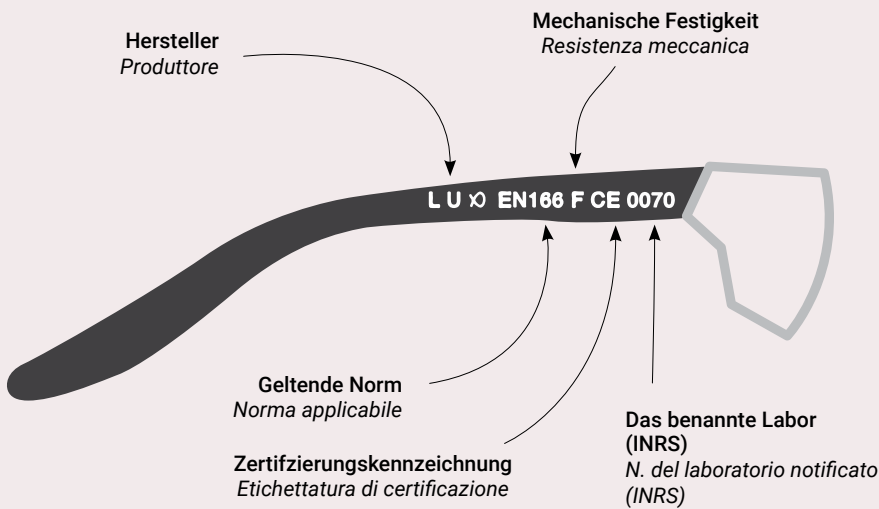 Mechanische Festigkeit
Resistenza meccanica
Hersteller
Produttore
L U X EN166 F CE 0070
Geltende Norm
Norma applicabile
Zertifzierungskennzeichnung
Etichettatura di certificazione
Das benannte Labor
(INRS)
N. del laboratorio notificato
(INRS)